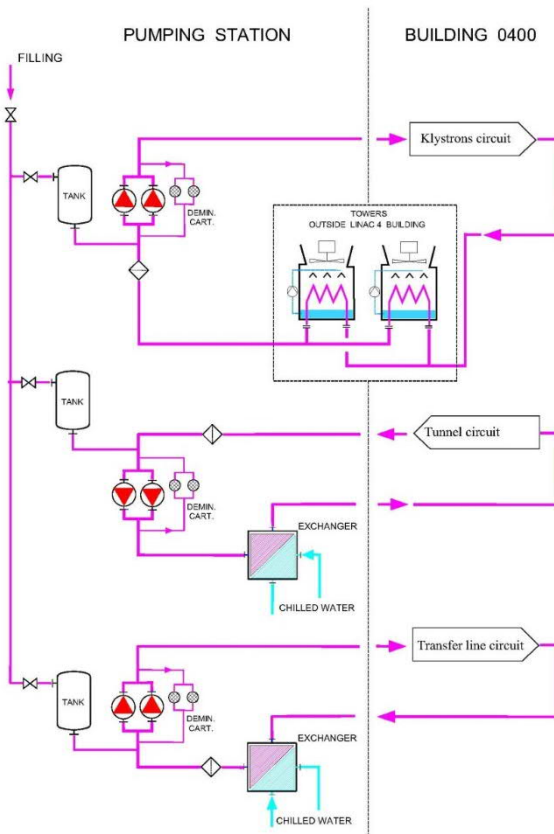 PUMPING STATION
BUILDING 0400
FILLING
Klystrons circuit
TANK
DEMIN.
CART.
TOWERS
OUTSIDE LINAC 4 BUILDING
TANK
Tunnel circuit
DEMIN.
CART.
EXCHANGER
CHILLED WATER
Transfer line circuit
TANK
DEMIN.
CART.
EXCHANGER
CHILLED WATER